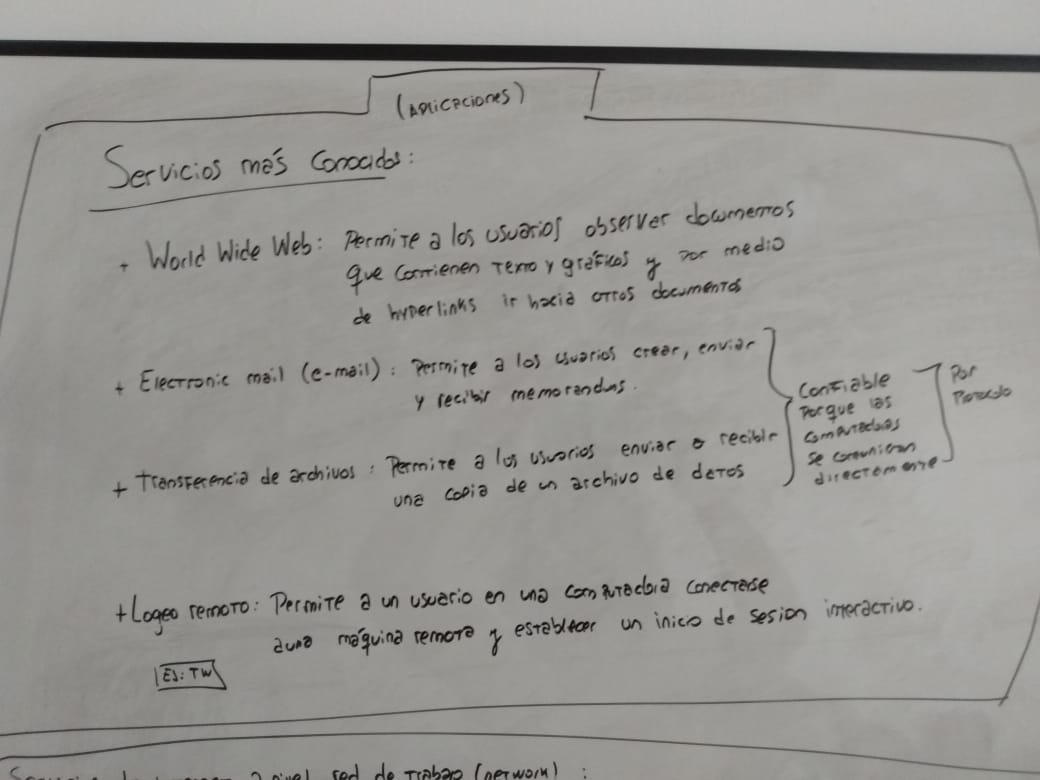 (Aplicaciones)
Servicios más Conocidos:
+ World Wide Web: Permite a los usuarios observar documentos
que contienen texto y gráficos y por medio
de hyperlinks ir hacia otros documentos
+ Electronic mail (e-mail): Permite a los usuarios crear, enviar
y recibir memorandums.
+ Transferencia de archivos: Permite a los usuarios enviar o recibir
una copia de un archivo de datos
Confiable
Porque las
computadoras
se comunican
directamente
Por
Protocolo
+ Logeo remoto: Permite a un usuario en una computadora conectarse
a una máquina remota y establecer un inicio de sesion interactivo.
Ej: TW
a nivel red de trabajo (network) :